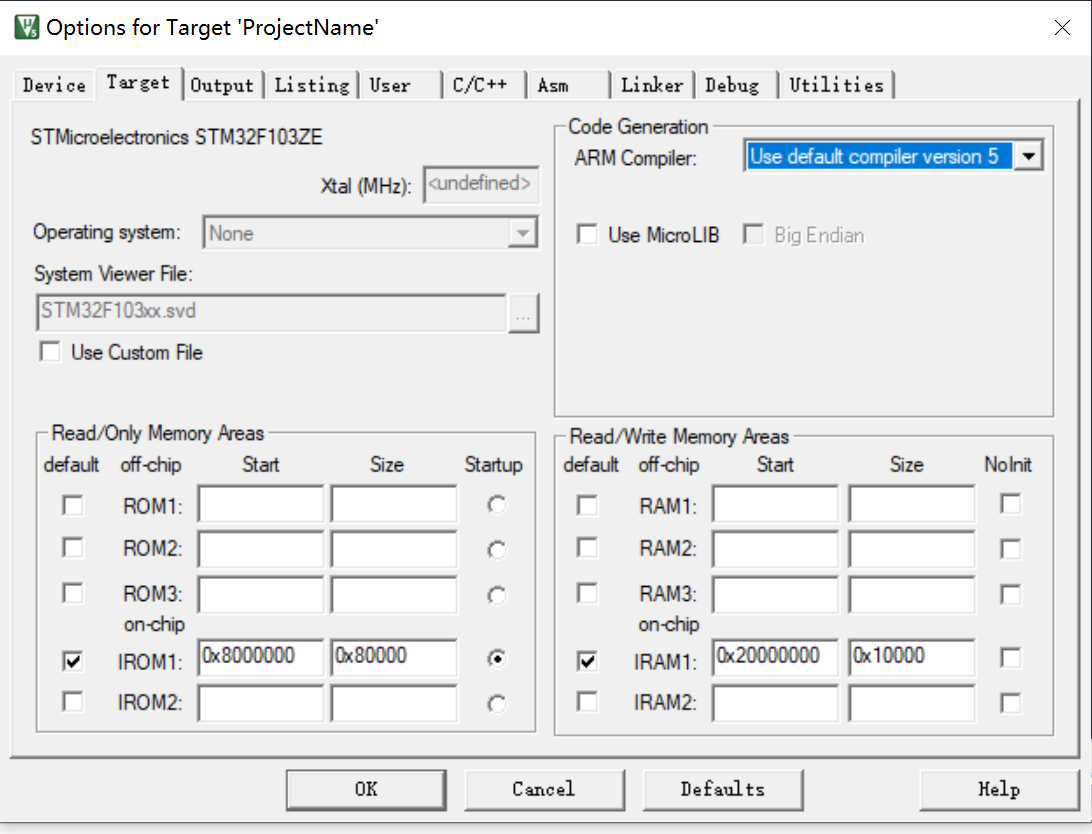 Options for Target 'ProjectName'
Device Target Output Listing User C/C++ Asm Linker Debug Utilities
STMicroelectronics STM32F103ZE
Xtal (MHz): <undefined>
Operating system: None
System Viewer File:
STM32F103xx.svd ...
Use Custom File
Code Generation
ARM Compiler: Use default compiler version 5
Use MicroLIB Big Endian
Read/Only Memory Areas
default off-chip Start Size Startup
ROM1:
ROM2:
ROM3:
on-chip
IROM1: 0x8000000 0x80000
IROM2:
Read/Write Memory Areas
default off-chip Start Size NoInit
RAM1:
RAM2:
RAM3:
on-chip
IRAM1: 0x20000000 0x10000
IRAM2:
OK Cancel Defaults Help